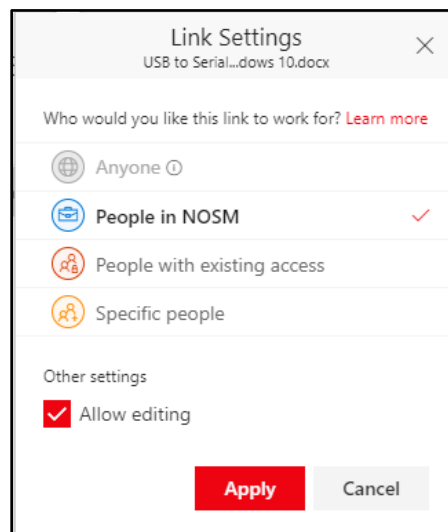 Link Settings
USB to Serial...dows 10.docx
Who would you like this link to work for? Learn more
Anyone
People in NOSM
People with existing access
Specific people
Other settings
Allow editing
Apply Cancel